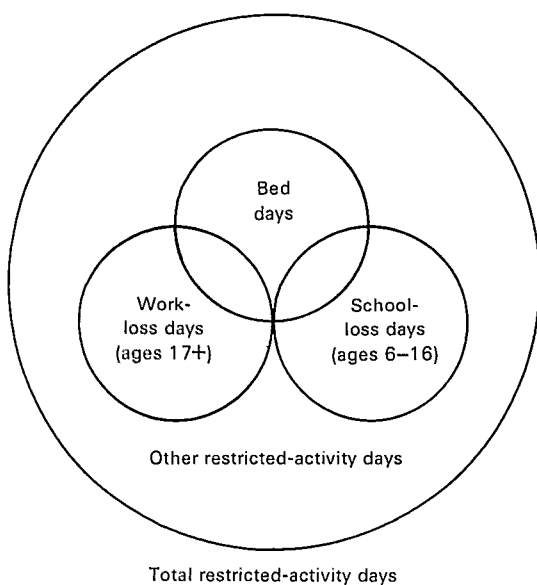 Bed
days
Work-
loss days
(ages 17+)
School-
loss days
(ages 6–16)
Other restricted-activity days
Total restricted-activity days